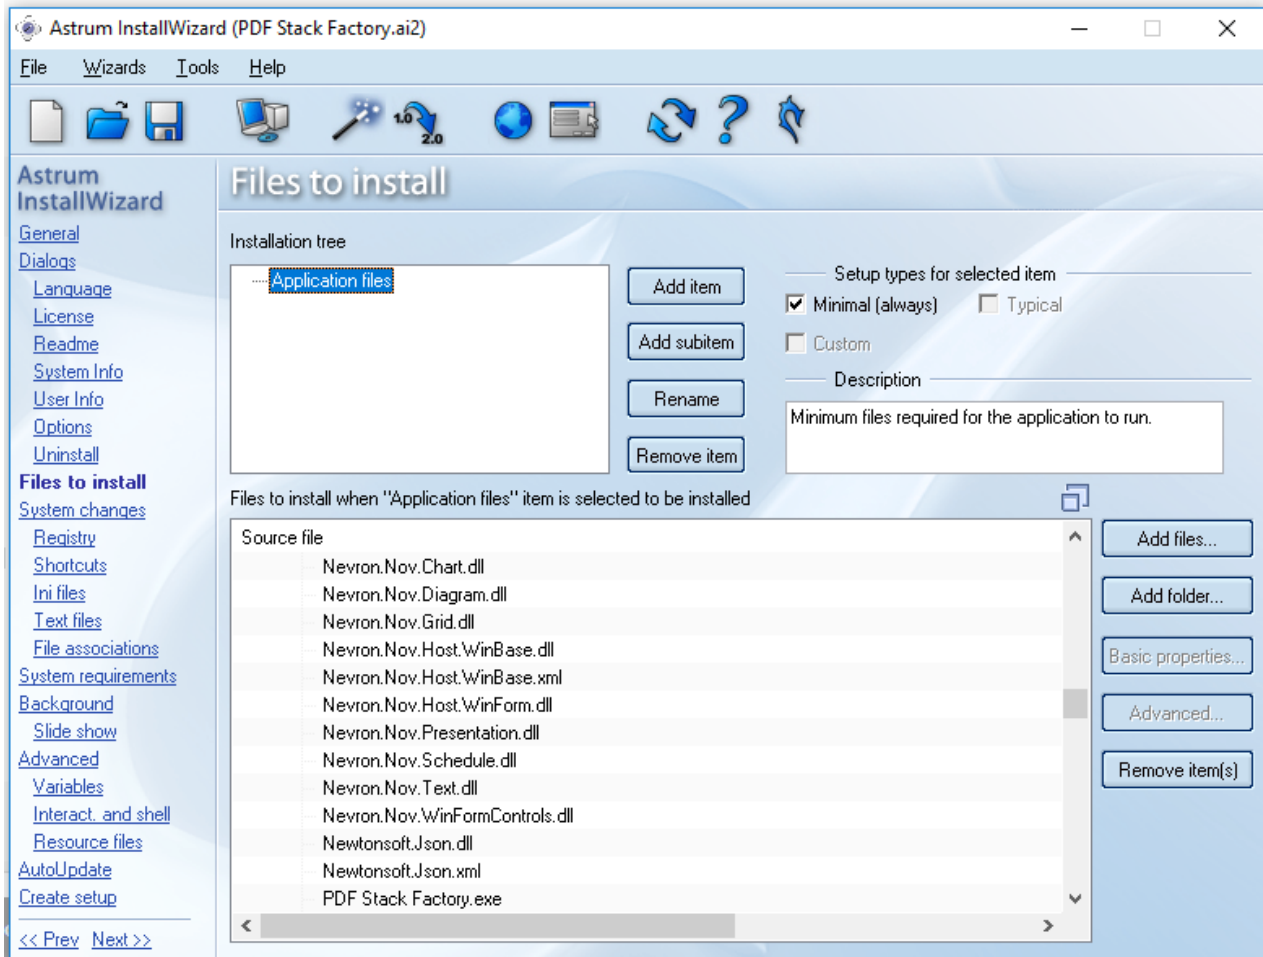 Astrum InstallWizard (PDF Stack Factory.ai2)
File Wizards Tools Help
1.0 2.0
Astrum
InstallWizard
General
Dialogs
Language
License
Readme
System Info
User Info
Options
Uninstall
Files to install
System changes
Registry
Shortcuts
Ini files
Text files
File associations
System requirements
Background
Slide show
Advanced
Variables
Interact. and shell
Resource files
AutoUpdate
Create setup
<< Prev Next >>
Files to install
Installation tree
Application files
Add item
Add subitem
Rename
Remove item
Setup types for selected item
Minimal (always) Typical
Custom
Description
Minimum files required for the application to run.
Files to install when "Application files" item is selected to be installed
Source file
Nevron.Nov.Chart.dll
Nevron.Nov.Diagram.dll
Nevron.Nov.Grid.dll
Nevron.Nov.Host.WinBase.dll
Nevron.Nov.Host.WinBase.xml
Nevron.Nov.Host.WinForm.dll
Nevron.Nov.Presentation.dll
Nevron.Nov.Schedule.dll
Nevron.Nov.Text.dll
Nevron.Nov.WinFormControls.dll
Newtonsoft.Json.dll
Newtonsoft.Json.xml
PDF Stack Factory.exe
Add files...
Add folder...
Basic properties...
Advanced...
Remove item(s)